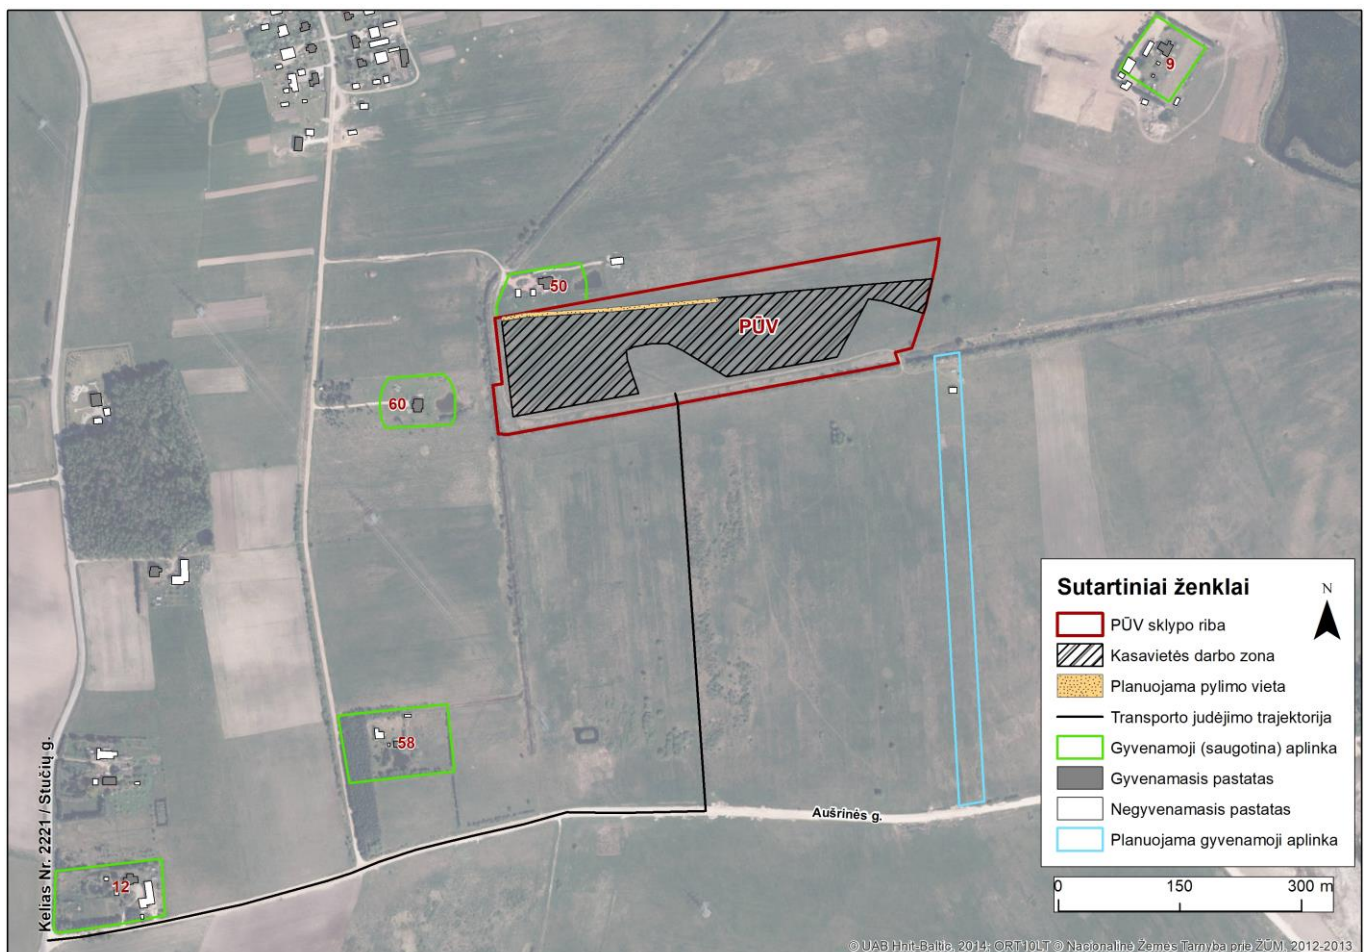 9
50
PŪV
60
58
12
Kelias Nr. 2221 / Stučių g.
Aušrinės g.
Sutartiniai ženklai
N
PŪV sklypo riba
Kasavietės darbo zona
Planuojama pylimo vieta
Transporto judėjimo trajektorija
Gyvenamoji (saugotina) aplinka
Gyvenamasis pastatas
Negyvenamasis pastatas
Planuojama gyvenamoji aplinka
0 150 300 m
© UAB Hnit-Baltic, 2014; ORT10LT © Nacionalinė Žemės Tarnyba prie ŽŪM, 2012-2013